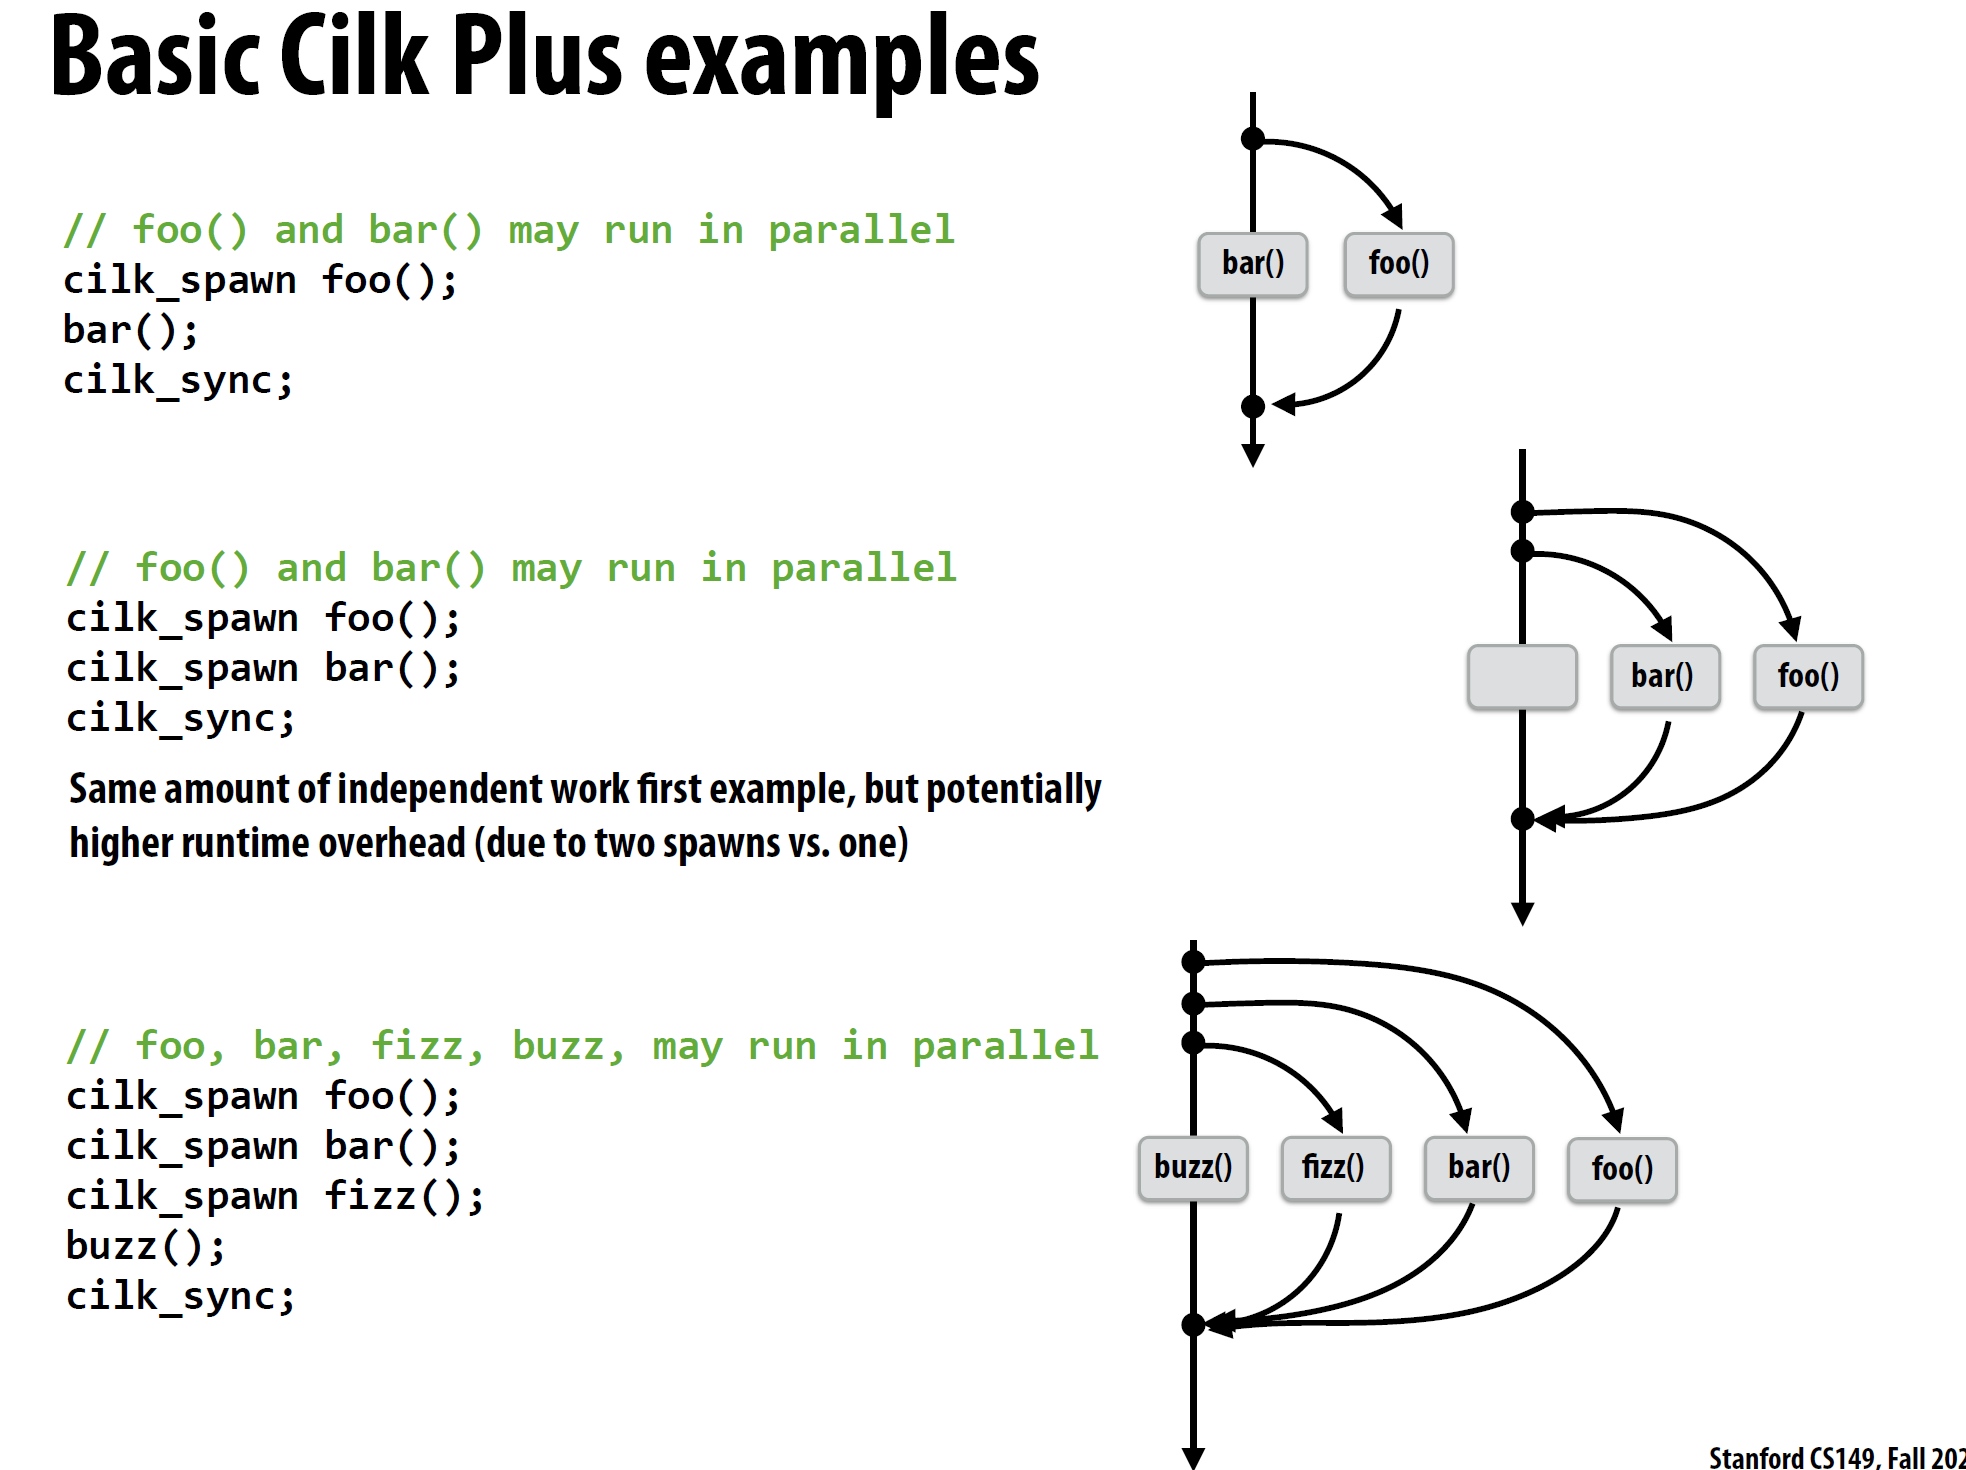 Basic Cilk Plus examples
// foo() and bar() may run in parallel
cilk_spawn foo();
bar();
cilk_sync;
bar()
foo()
// foo() and bar() may run in parallel
cilk_spawn foo();
cilk_spawn bar();
cilk_sync;
Same amount of independent work first example, but potentially
higher runtime overhead (due to two spawns vs. one)
bar()
foo()
// foo, bar, fizz, buzz, may run in parallel
cilk_spawn foo();
cilk_spawn bar();
cilk_spawn fizz();
buzz();
cilk_sync;
buzz()
fizz()
bar()
foo()
Stanford CS149, Fall